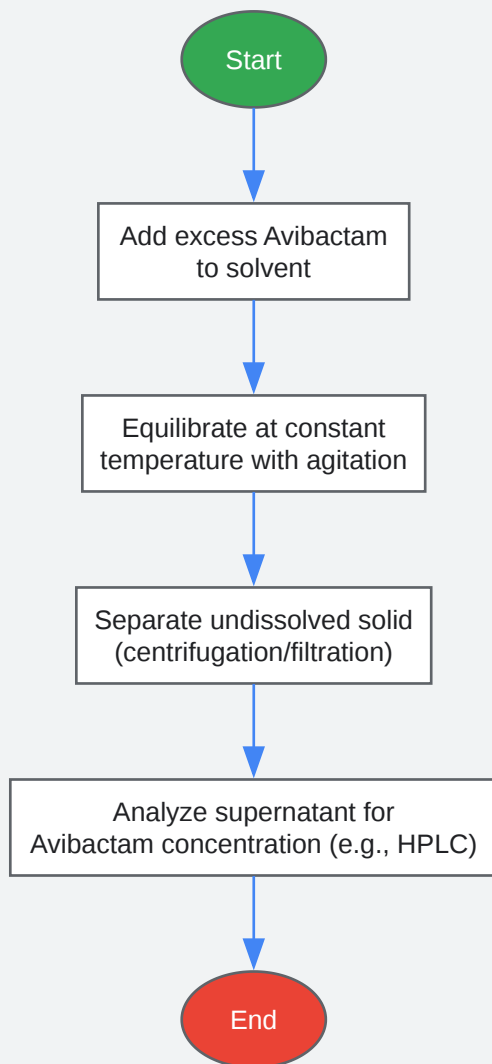 Start
Add excess Avibactam
to solvent
Equilibrate at constant
temperature with agitation
Separate undissolved solid
(centrifugation/filtration)
Analyze supernatant for
Avibactam concentration (e.g., HPLC)
End